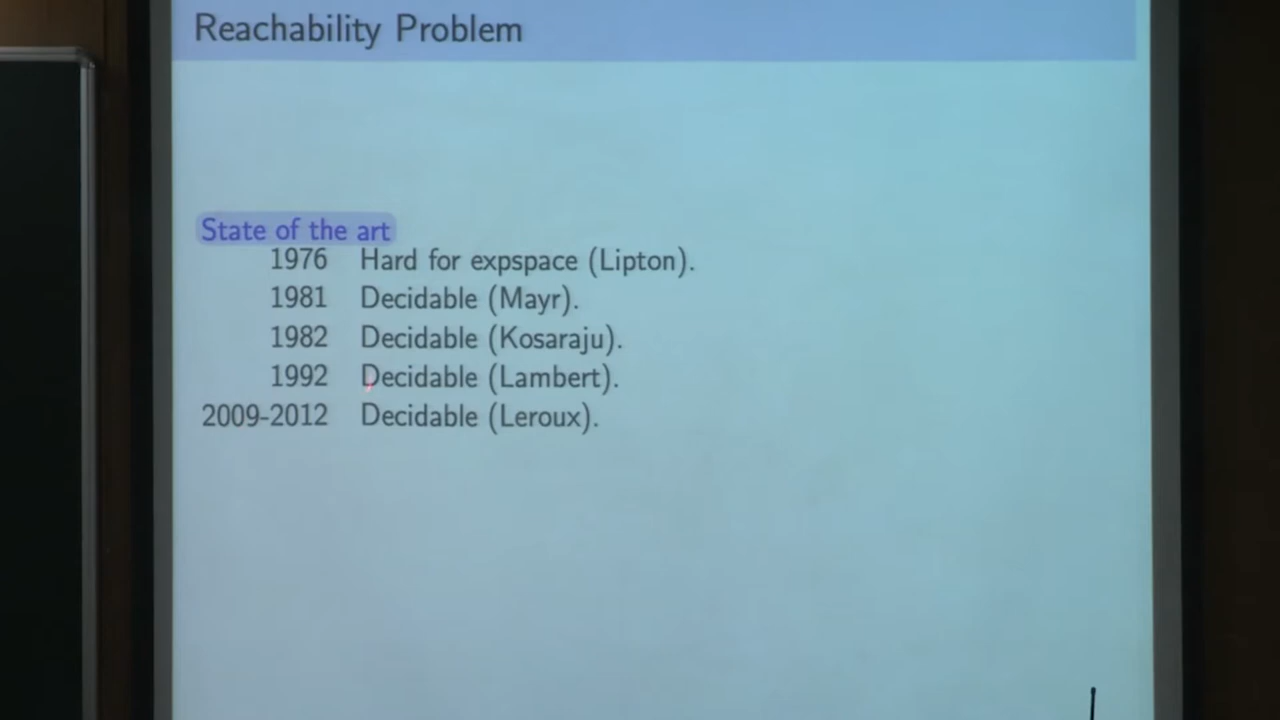 Reachability Problem
State of the art
1976 Hard for expspace (Lipton).
1981 Decidable (Mayr).
1982 Decidable (Kosaraju).
1992 Decidable (Lambert).
2009-2012 Decidable (Leroux).